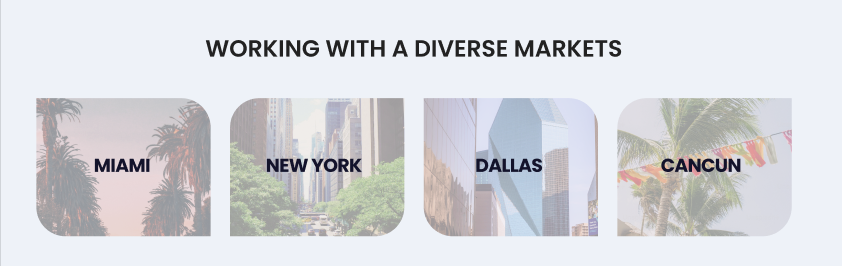 WORKING WITH A DIVERSE MARKETS
MIAMI
NEW YORK
DALLAS
CANCUN